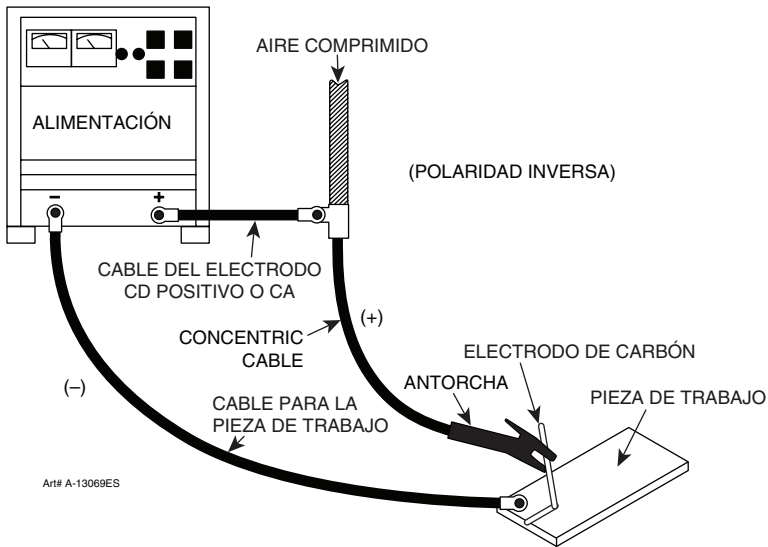 AIRE COMPRIMIDO
ALIMENTACIÓN
(POLARIDAD INVERSA)
– +
CABLE DEL ELECTRODO
CD POSITIVO O CA
(+)
CONCENTRIC
CABLE
ELECTRODO DE CARBÓN
ANTORCHA
PIEZA DE TRABAJO
(–)
CABLE PARA LA
PIEZA DE TRABAJO
Art# A-13069ES